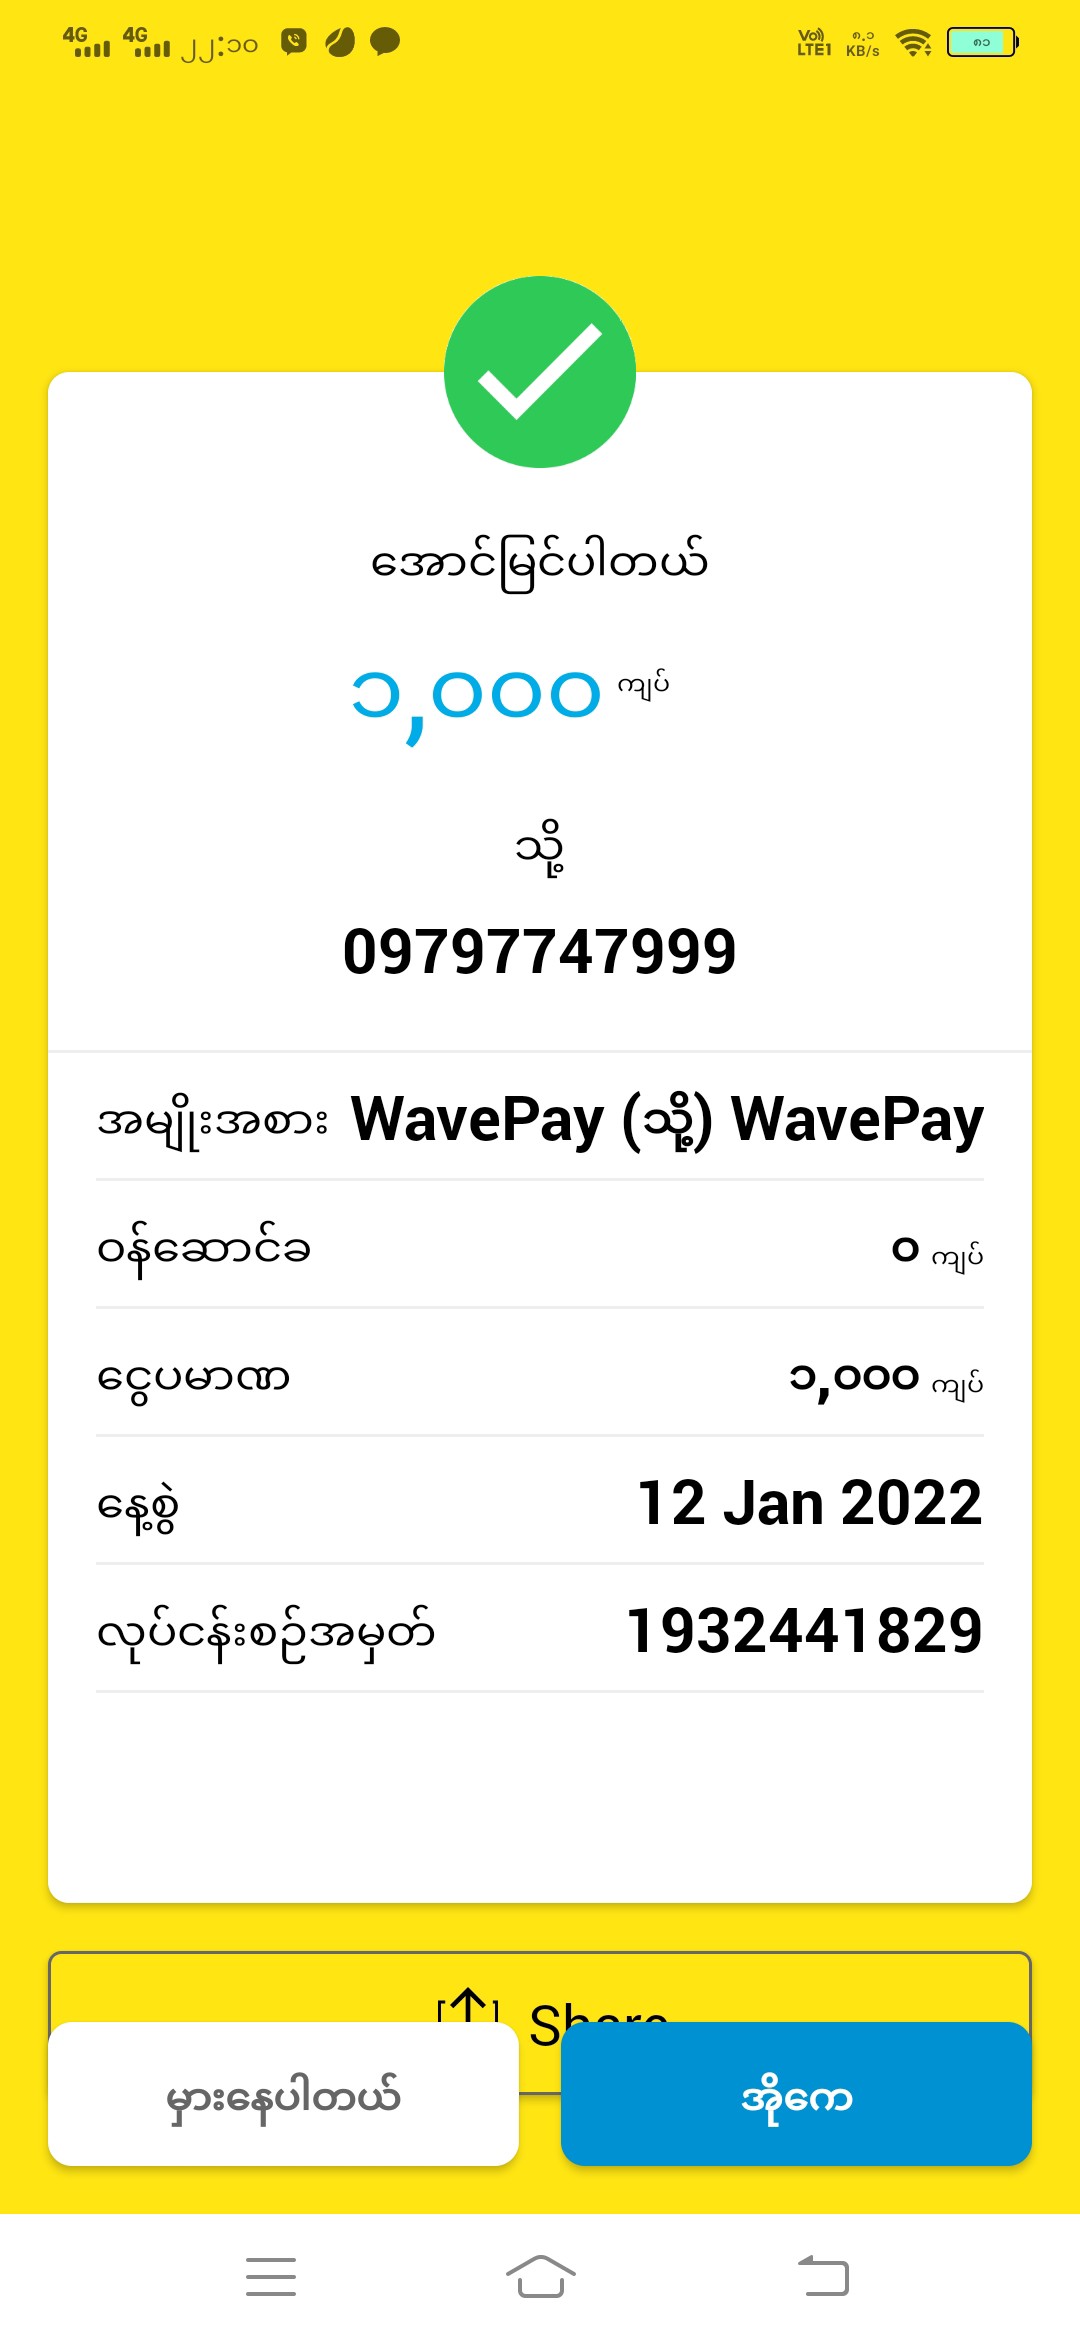 4G 4G ၂၂:၁၀ Vo)) LTE1 ၈.၁ KB/s ၈၁
အောင်မြင်ပါတယ်
၁,၀၀၀ ကျပ်
သို့
09797747999
အမျိုးအစား WavePay (သို့) WavePay
ဝန်ဆောင်ခ ၀ ကျပ်
ငွေပမာဏ ၁,၀၀၀ ကျပ်
နေ့စွဲ 12 Jan 2022
လုပ်ငန်းစဉ်အမှတ် 1932441829
Share
မှားနေပါတယ် အိုကေ